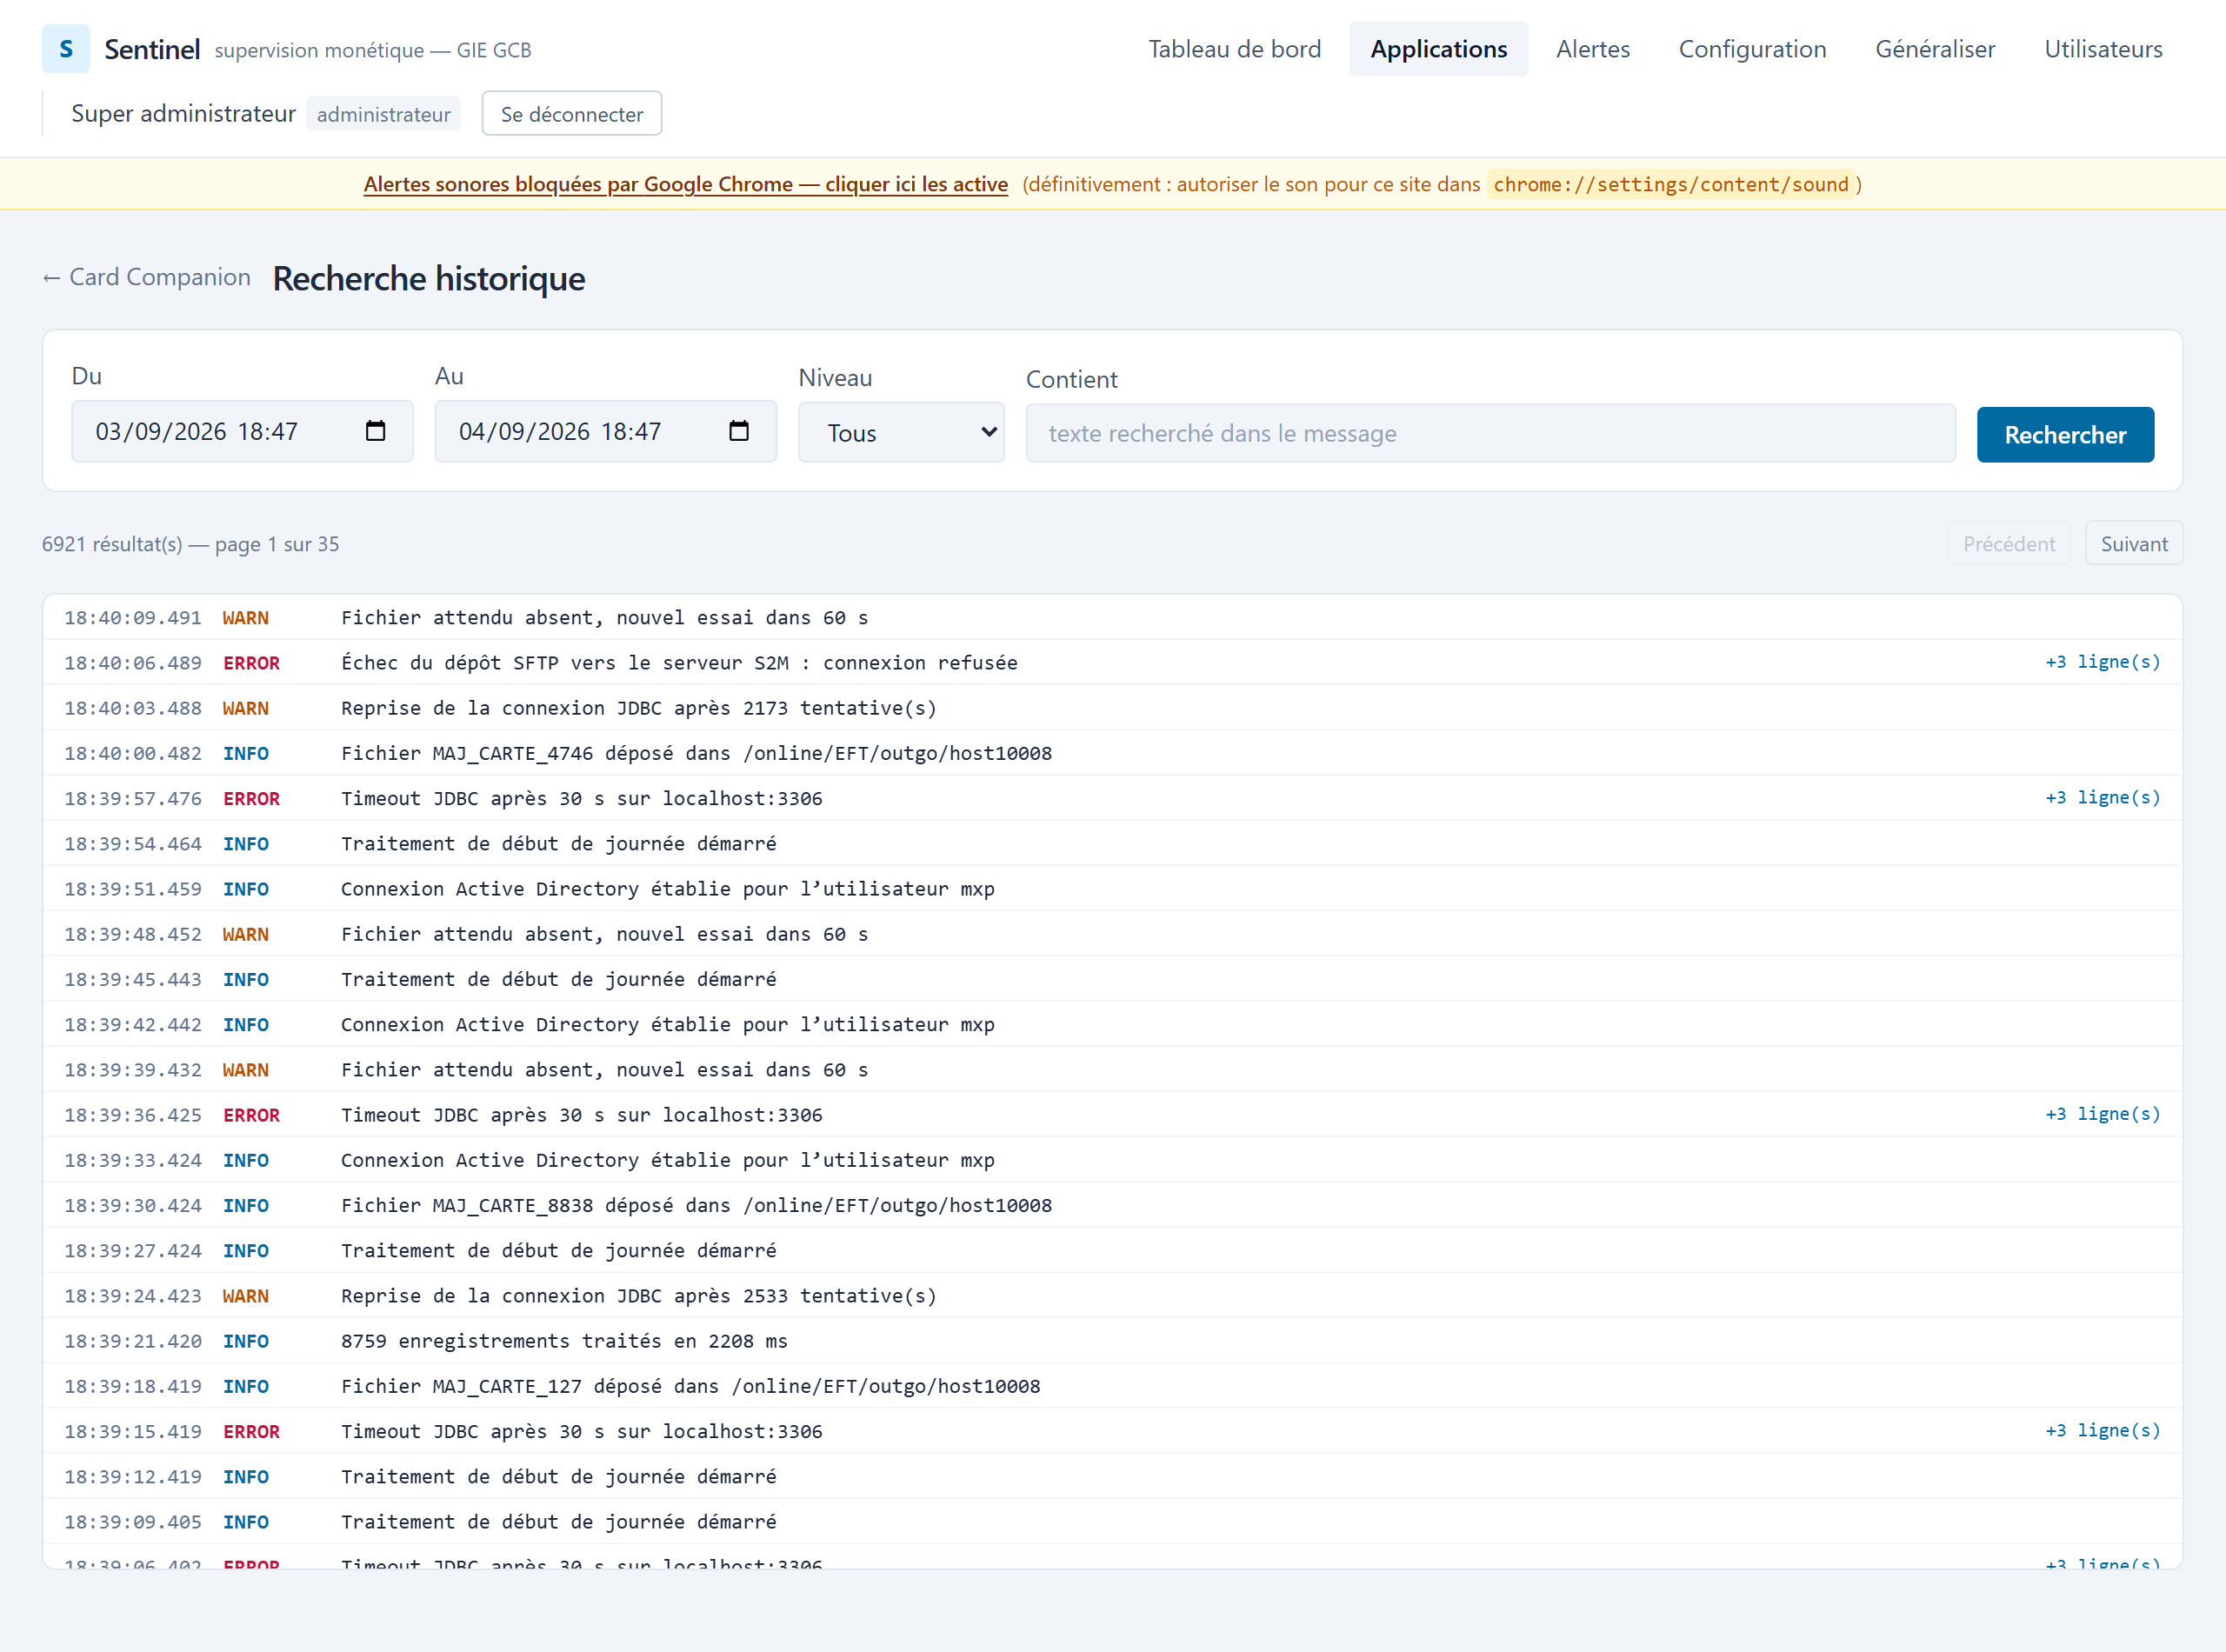 S Sentinel supervision monétique — GIE GCB Tableau de bord Applications Alertes Configuration Généraliser Utilisateurs
Super administrateur administrateur Se déconnecter
Alertes sonores bloquées par Google Chrome — cliquer ici les active (définitivement : autoriser le son pour ce site dans chrome://settings/content/sound)
← Card Companion Recherche historique
Du Au Niveau Contient
03/09/2026 18:47 04/09/2026 18:47 Tous texte recherché dans le message Rechercher
6921 résultat(s) — page 1 sur 35 Précédent Suivant
18:40:09.491 WARN Fichier attendu absent, nouvel essai dans 60 s
18:40:06.489 ERROR Échec du dépôt SFTP vers le serveur S2M : connexion refusée +3 ligne(s)
18:40:03.488 WARN Reprise de la connexion JDBC après 2173 tentative(s)
18:40:00.482 INFO Fichier MAJ_CARTE_4746 déposé dans /online/EFT/outgo/host10008
18:39:57.476 ERROR Timeout JDBC après 30 s sur localhost:3306 +3 ligne(s)
18:39:54.464 INFO Traitement de début de journée démarré
18:39:51.459 INFO Connexion Active Directory établie pour l’utilisateur mxp
18:39:48.452 WARN Fichier attendu absent, nouvel essai dans 60 s
18:39:45.443 INFO Traitement de début de journée démarré
18:39:42.442 INFO Connexion Active Directory établie pour l’utilisateur mxp
18:39:39.432 WARN Fichier attendu absent, nouvel essai dans 60 s
18:39:36.425 ERROR Timeout JDBC après 30 s sur localhost:3306 +3 ligne(s)
18:39:33.424 INFO Connexion Active Directory établie pour l’utilisateur mxp
18:39:30.424 INFO Fichier MAJ_CARTE_8838 déposé dans /online/EFT/outgo/host10008
18:39:27.424 INFO Traitement de début de journée démarré
18:39:24.423 WARN Reprise de la connexion JDBC après 2533 tentative(s)
18:39:21.420 INFO 8759 enregistrements traités en 2208 ms
18:39:18.419 INFO Fichier MAJ_CARTE_127 déposé dans /online/EFT/outgo/host10008
18:39:15.419 ERROR Timeout JDBC après 30 s sur localhost:3306 +3 ligne(s)
18:39:12.419 INFO Traitement de début de journée démarré
18:39:09.405 INFO Traitement de début de journée démarré
18:39:06.402 ERROR Timeout JDBC après 30 s sur localhost:3306 +3 ligne(s)